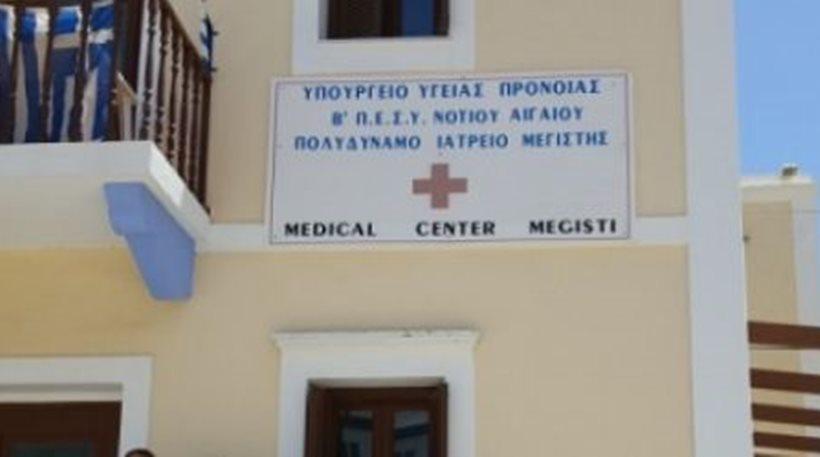 ΥΠΟΥΡΓΕΙΟ ΥΓΕΙΑΣ ΠΡΟΝΟΙΑΣ
Β' Π.Ε.Σ.Υ. ΝΟΤΙΟΥ ΑΙΓΑΙΟΥ
ΠΟΛΥΔΥΝΑΜΟ ΙΑΤΡΕΙΟ ΜΕΓΙΣΤΗΣ
MEDICAL CENTER MEGISTI